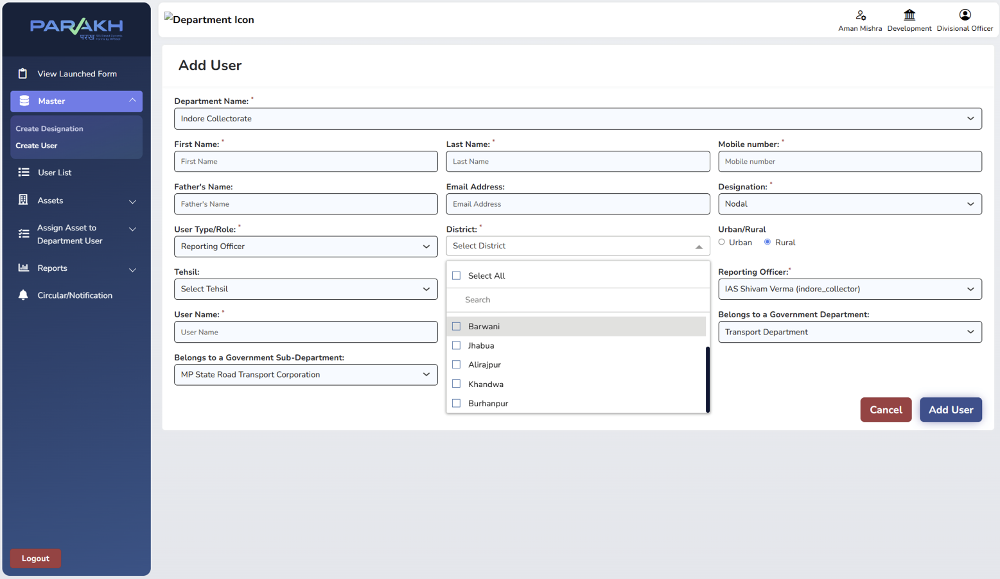 PARAKH
परख
Department Icon
Aman Mishra
Development
Divisional Officer
View Launched Form
Master
Create Designation
Create User
User List
Assets
Assign Asset to
Department User
Reports
Circular/Notification
Logout
Add User
Department Name: *
Indore Collectorate
First Name: *
First Name
Last Name: *
Last Name
Mobile number: *
Mobile number
Father's Name:
Father's Name
Email Address:
Email Address
Designation: *
Nodal
User Type/Role: *
Reporting Officer
District: *
Select District
Urban/Rural
Urban
Rural
Tehsil:
Select Tehsil
Select All
Search
Barwani
Jhabua
Alirajpur
Khandwa
Burhanpur
Reporting Officer:*
IAS Shivam Verma (indore_collector)
User Name: *
User Name
Belongs to a Government Department:
Transport Department
Belongs to a Government Sub-Department:
MP State Road Transport Corporation
Cancel
Add User